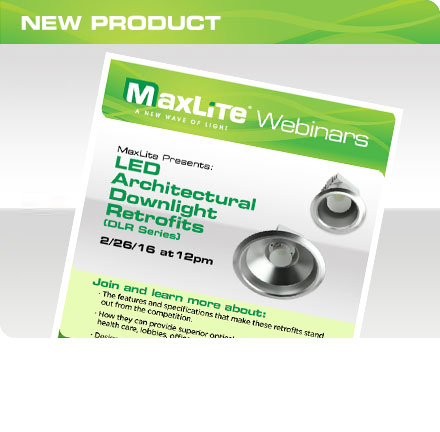 NEW PRODUCT
MaxLite® Webinars
A NEW WAVE OF LIGHT
MaxLite Presents:
LED
Architectural
Downlight
Retrofits
(DLR Series)
2/26/16 at 12pm
Join and learn more about:
· The features and specifications that make these retrofits stand
out from the competition.
· How they can provide superior optical
health care, lobbies, offic